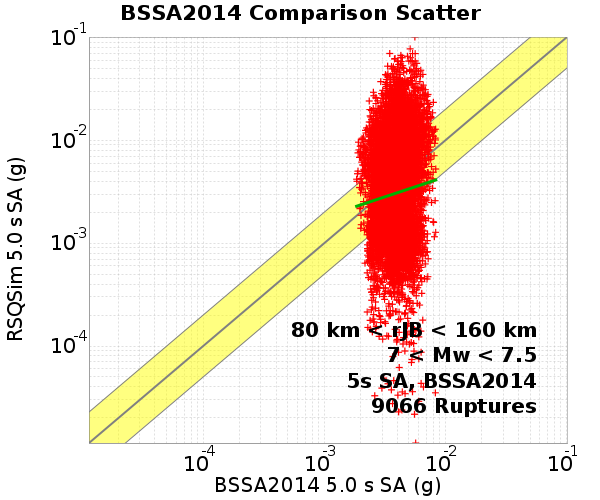 BSSA2014 Comparison Scatter
RSQSim 5.0 s SA (g)
10-1
10-2
10-3
10-4
80 km < rJB < 160 km
7 < Mw < 7.5
5s SA, BSSA2014
9066 Ruptures
10-4 10-3 10-2 10-1
BSSA2014 5.0 s SA (g)